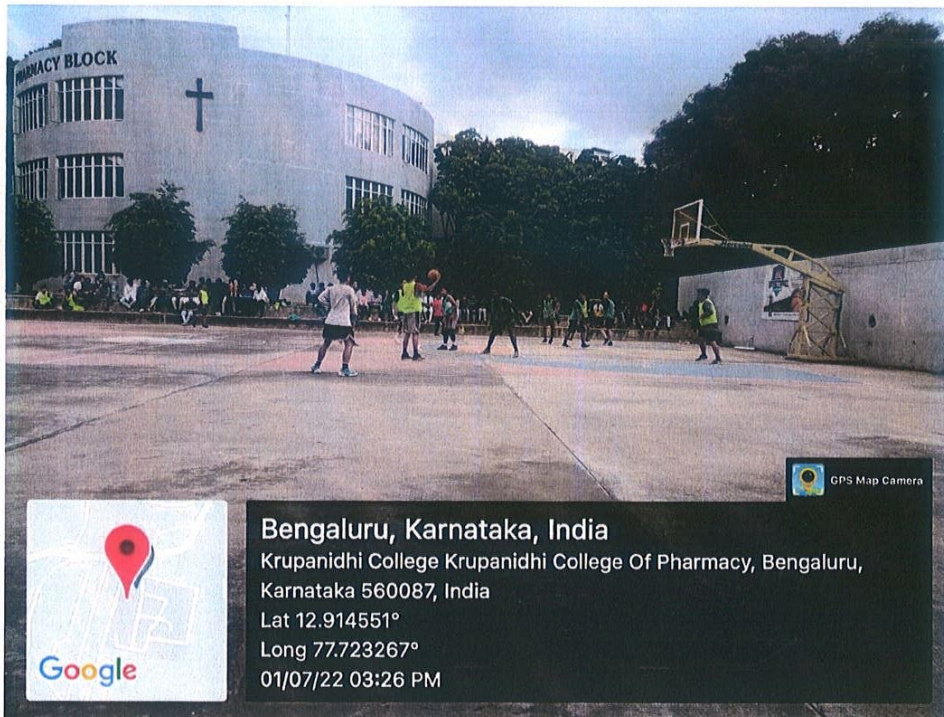 PHARMACY BLOCK
GPS Map Camera
Bengaluru, Karnataka, India
Krupanidhi College Krupanidhi College Of Pharmacy, Bengaluru,
Karnataka 560087, India
Lat 12.914551°
Long 77.723267°
01/07/22 03:26 PM
Google